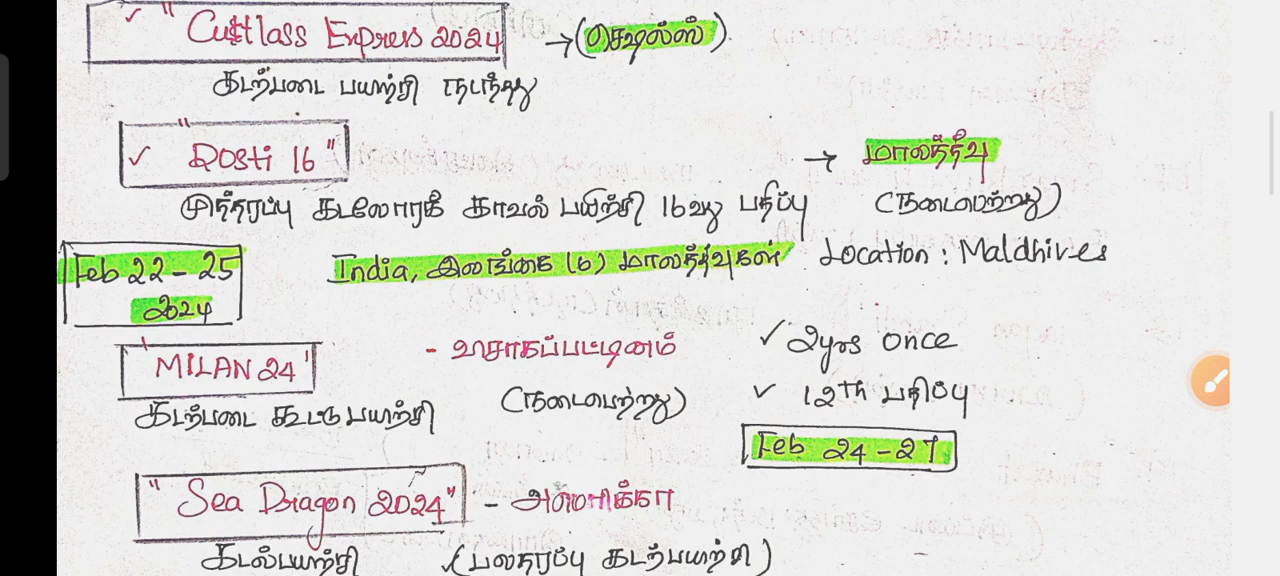 ✓ "Cuttlass Express 2024 → (செஷல்ஸ்)
கடற்படை பயிற்சி நடந்தது
✓ "Dosti 16" → மாலத்தீவு
முத்தரப்பு கடலோரக் காவல் பயிற்சி 16வது பதிப்பு (நடைபெற்றது)
Feb 22 - 25 India, இலங்கை (ம) மாலத்தீவுகள் Location : Maldhives
2024
'MILAN 24' - விசாகப்பட்டினம் ✓ 2yrs once
கடற்படை கூட்டு பயிற்சி (நடைபெற்றது) ✓ 12th பதிப்பு
Feb 24 - 27
"Sea Dragon 2024" - அமெரிக்கா
கடல்பயிற்சி (பலதரப்பு கடற்பயிற்சி)